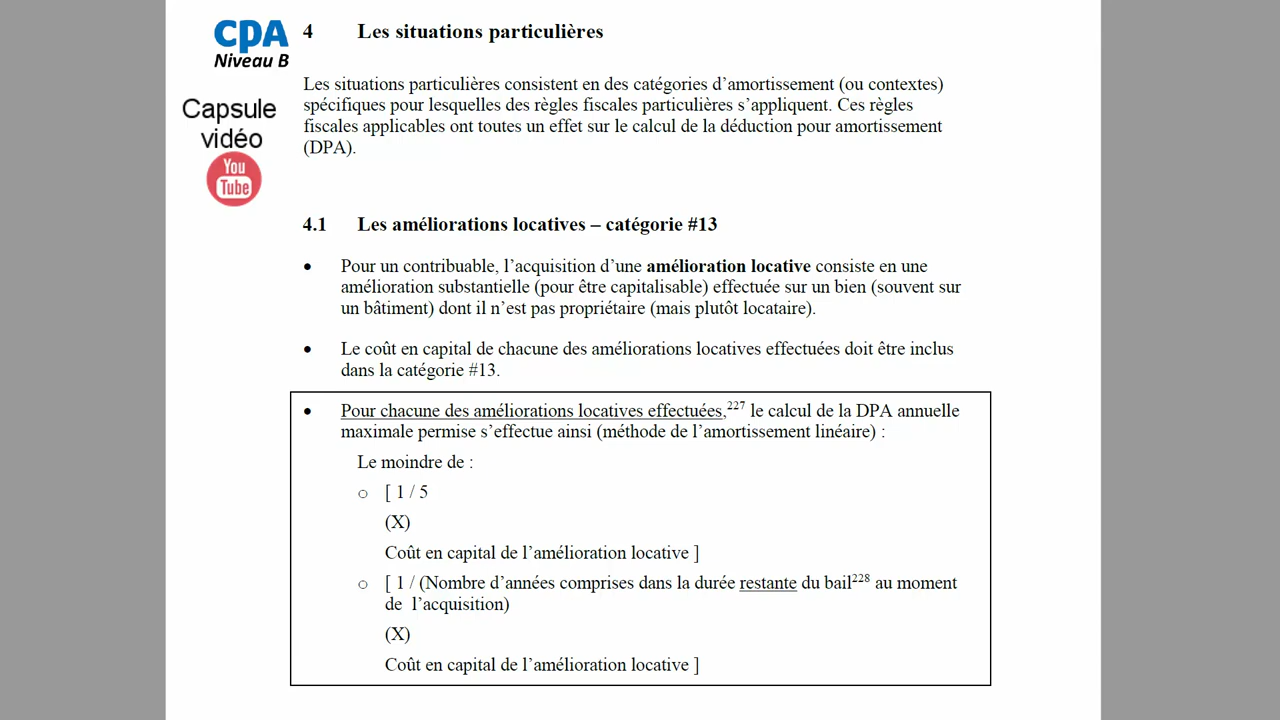 CPA
Niveau B
Capsule
vidéo
You
Tube
4 Les situations particulières
Les situations particulières consistent en des catégories d’amortissement (ou contextes)
spécifiques pour lesquelles des règles fiscales particulières s’appliquent. Ces règles
fiscales applicables ont toutes un effet sur le calcul de la déduction pour amortissement
(DPA).
4.1 Les améliorations locatives – catégorie #13
• Pour un contribuable, l’acquisition d’une amélioration locative consiste en une
amélioration substantielle (pour être capitalisable) effectuée sur un bien (souvent sur
un bâtiment) dont il n’est pas propriétaire (mais plutôt locataire).
• Le coût en capital de chacune des améliorations locatives effectuées doit être inclus
dans la catégorie #13.
• Pour chacune des améliorations locatives effectuées,227 le calcul de la DPA annuelle
maximale permise s’effectue ainsi (méthode de l’amortissement linéaire) :
Le moindre de :
o [ 1 / 5
(X)
Coût en capital de l’amélioration locative ]
o [ 1 / (Nombre d’années comprises dans la durée restante du bail228 au moment
de l’acquisition)
(X)
Coût en capital de l’amélioration locative ]